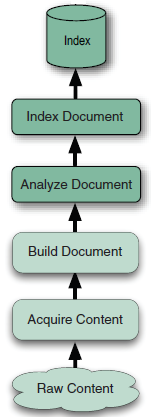 Index
Index Document
Analyze Document
Build Document
Acquire Content
Raw Content